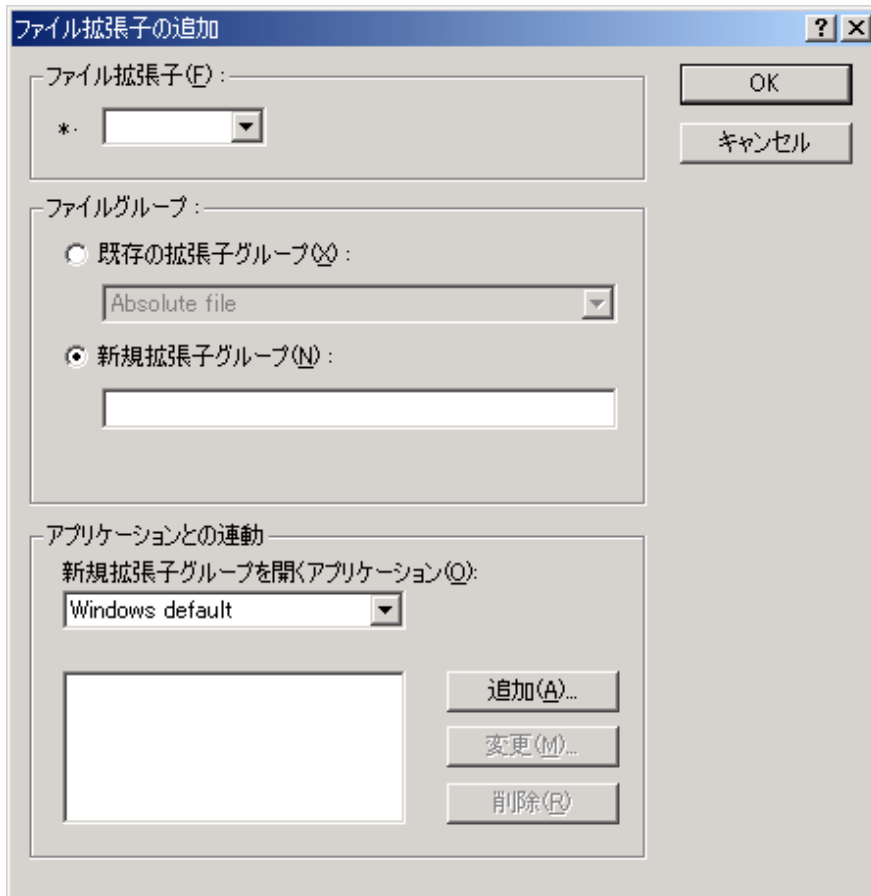 ファイル拡張子の追加
ファイル拡張子(F) :
OK
*.
キャンセル
ファイルグループ :
既存の拡張子グループ(X) :
Absolute file
新規拡張子グループ(N) :
アプリケーションとの連動
新規拡張子グループを開くアプリケーション(O):
Windows default
追加(A)...
変更(M)...
削除(R)